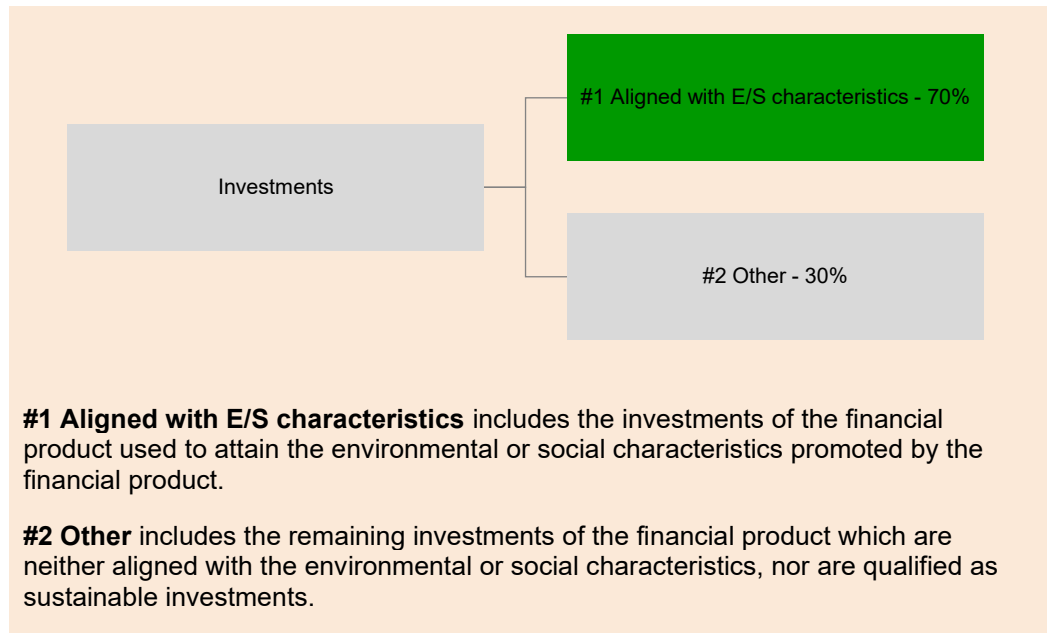 #1 Aligned with E/S characteristics - 70%
Investments
#2 Other - 30%
#1 Aligned with E/S characteristics includes the investments of the financial
product used to attain the environmental or social characteristics promoted by the
financial product.
#2 Other includes the remaining investments of the financial product which are
neither aligned with the environmental or social characteristics, nor are qualified as
sustainable investments.